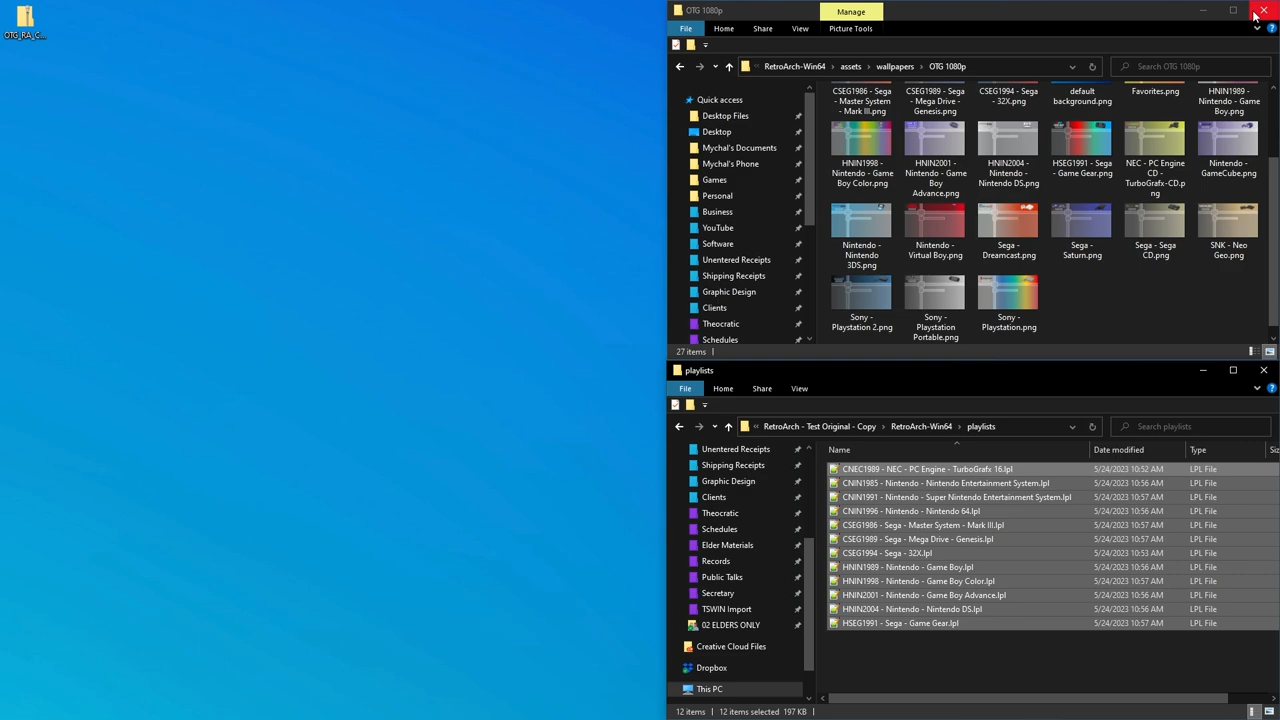 OTG_RA_C...
OTG 1080p
Manage
File
Home
Share
View
Picture Tools
RetroArch-Win64
assets
wallpapers
OTG 1080p
Search OTG 1080p
Quick access
Desktop Files
Desktop
Mychal's Documents
Mychal's Phone
Games
Personal
Business
YouTube
Software
Unentered Receipts
Shipping Receipts
Graphic Design
Clients
Theocratic
Schedules
CSEG1986 - Sega
- Master System
- Mark III.png
CSEG1989 - Sega
- Mega Drive -
Genesis.png
CSEG1994 - Sega
- 32X.png
default
background.png
Favorites.png
HNIN1989 -
Nintendo - Game
Boy.png
HNIN1998 -
Nintendo - Game
Boy Color.png
HNIN2001 -
Nintendo - Game
Boy
Advance.png
HNIN2004 -
Nintendo -
Nintendo DS.png
HSEG1991 - Sega
- Game Gear.png
NEC - PC Engine
CD -
TurboGrafx-CD.p
ng
Nintendo -
GameCube.png
Nintendo -
Nintendo
3DS.png
Nintendo -
Virtual Boy.png
Sega -
Dreamcast.png
Sega -
Saturn.png
Sega - Sega
CD.png
SNK - Neo
Geo.png
Sony -
Playstation 2.png
Sony -
Playstation
Portable.png
Sony -
Playstation.png
27 items
playlists
File
Home
Share
View
RetroArch - Test Original - Copy
RetroArch-Win64
playlists
Search playlists
Unentered Receipts
Shipping Receipts
Graphic Design
Clients
Theocratic
Schedules
Elder Materials
Records
Public Talks
Secretary
TSWIN Import
02 ELDERS ONLY
Creative Cloud Files
Dropbox
This PC
Name
Date modified
Type
Siz
CNEC1989 - NEC - PC Engine - TurboGrafx 16.lpl 5/24/2023 10:52 AM LPL File
CNIN1985 - Nintendo - Nintendo Entertainment System.lpl 5/24/2023 10:56 AM LPL File
CNIN1991 - Nintendo - Super Nintendo Entertainment System.lpl 5/24/2023 10:57 AM LPL File
CNIN1996 - Nintendo - Nintendo 64.lpl 5/24/2023 10:56 AM LPL File
CSEG1986 - Sega - Master System - Mark III.lpl 5/24/2023 10:57 AM LPL File
CSEG1989 - Sega - Mega Drive - Genesis.lpl 5/24/2023 10:57 AM LPL File
CSEG1994 - Sega - 32X.lpl 5/24/2023 10:53 AM LPL File
HNIN1989 - Nintendo - Game Boy.lpl 5/24/2023 10:56 AM LPL File
HNIN1998 - Nintendo - Game Boy Color.lpl 5/24/2023 10:57 AM LPL File
HNIN2001 - Nintendo - Game Boy Advance.lpl 5/24/2023 10:56 AM LPL File
HNIN2004 - Nintendo - Nintendo DS.lpl 5/24/2023 10:56 AM LPL File
HSEG1991 - Sega - Game Gear.lpl 5/24/2023 10:57 AM LPL File
12 items
12 items selected 197 KB